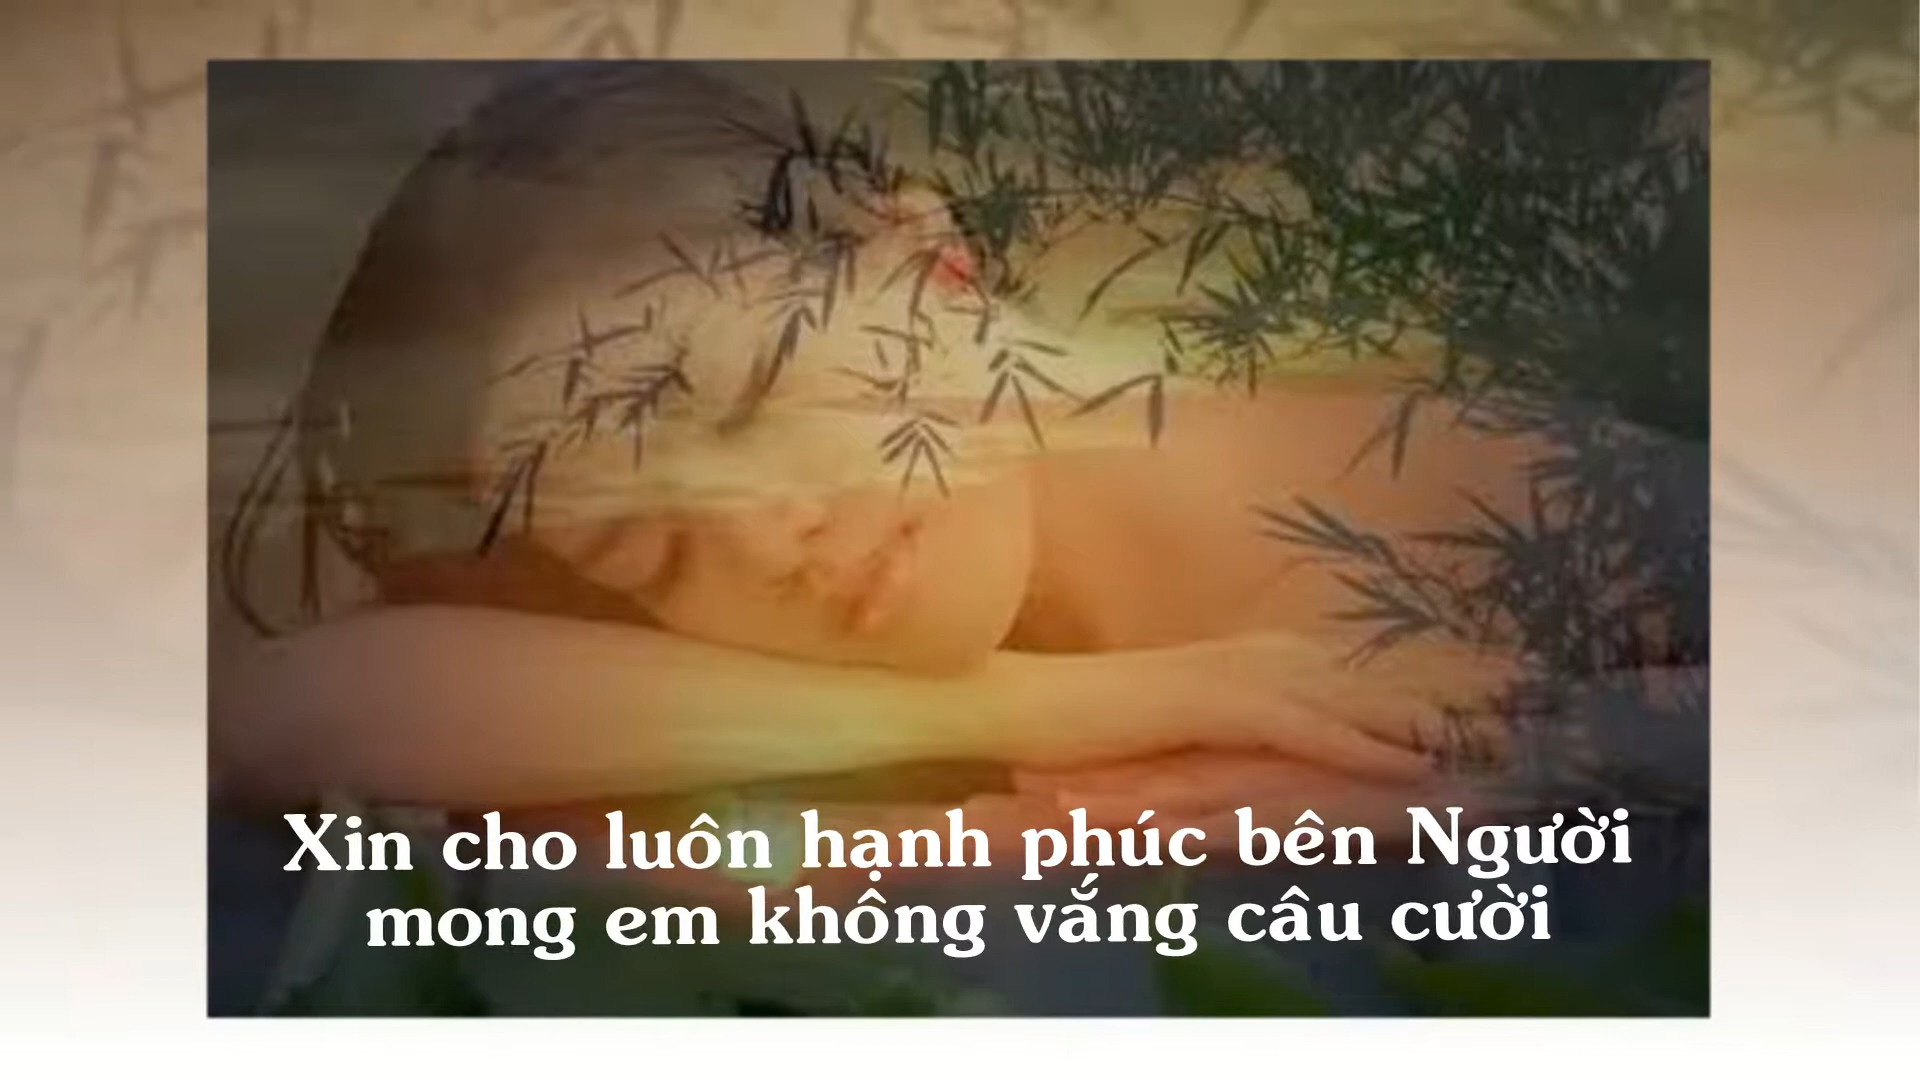 Xin cho luôn hạnh phúc bên Người
mong em không vắng câu cười